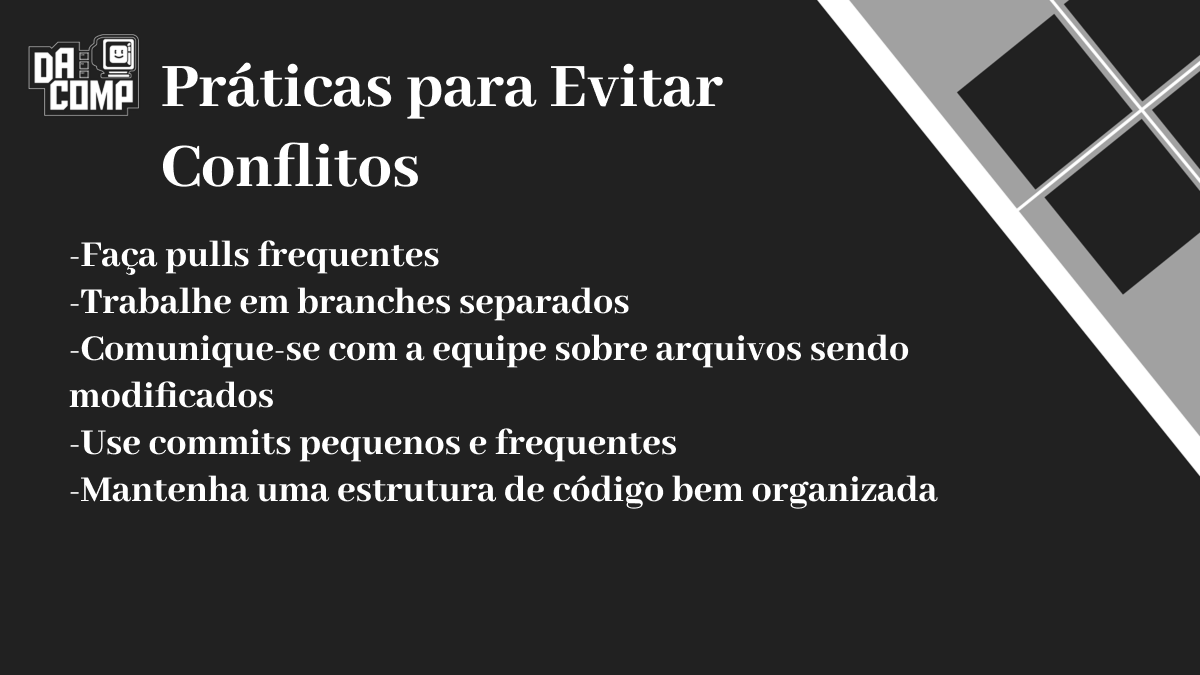 DA
COMP
Práticas para Evitar
Conflitos
-Faça pulls frequentes
-Trabalhe em branches separados
-Comunique-se com a equipe sobre arquivos sendo
modificados
-Use commits pequenos e frequentes
-Mantenha uma estrutura de código bem organizada